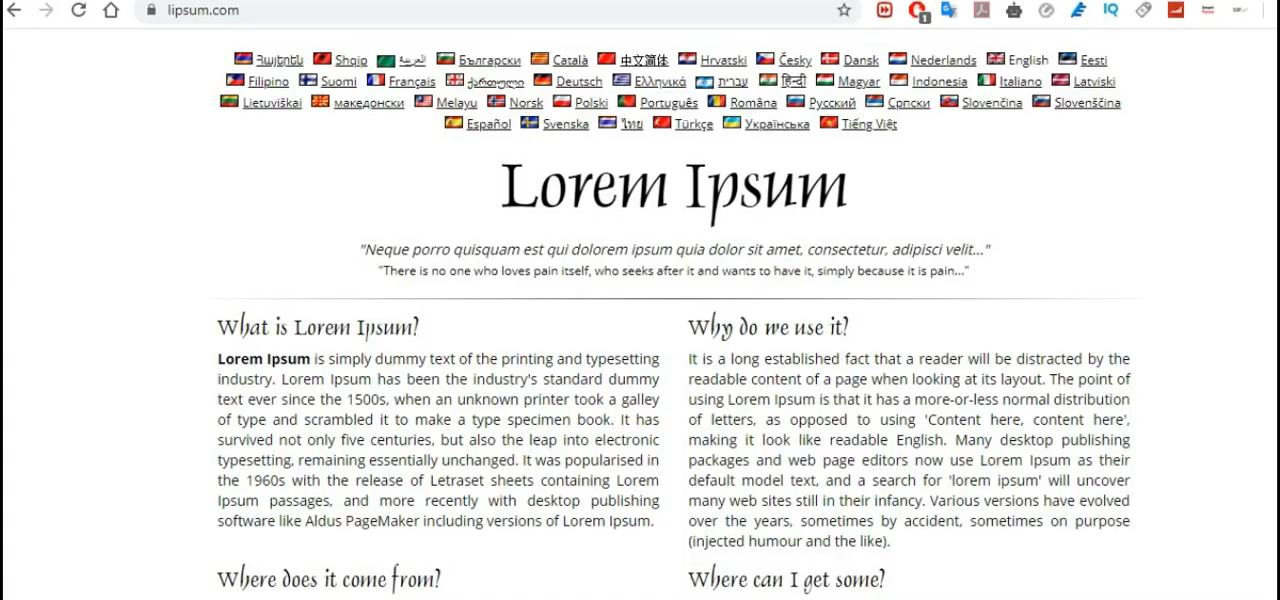 lipsum.com
1
IQ
Հայերեն Shqip العربية Български Català 中文简体 Hrvatski Česky Dansk Nederlands English Eesti
Filipino Suomi Français ქართული Deutsch Ελληνικά עברית हिन्दी Magyar Indonesia Italiano Latviski
Lietuviškai македонски Melayu Norsk Polski Português Româna Русский Српски Slovenčina Slovenščina
Español Svenska ไทย Türkçe Українська Tiếng Việt
Lorem Ipsum
"Neque porro quisquam est qui dolorem ipsum quia dolor sit amet, consectetur, adipisci velit..."
"There is no one who loves pain itself, who seeks after it and wants to have it, simply because it is pain..."
What is Lorem Ipsum?
Lorem Ipsum is simply dummy text of the printing and typesetting
industry. Lorem Ipsum has been the industry's standard dummy
text ever since the 1500s, when an unknown printer took a galley
of type and scrambled it to make a type specimen book. It has
survived not only five centuries, but also the leap into electronic
typesetting, remaining essentially unchanged. It was popularised in
the 1960s with the release of Letraset sheets containing Lorem
Ipsum passages, and more recently with desktop publishing
software like Aldus PageMaker including versions of Lorem Ipsum.
Why do we use it?
It is a long established fact that a reader will be distracted by the
readable content of a page when looking at its layout. The point of
using Lorem Ipsum is that it has a more-or-less normal distribution
of letters, as opposed to using 'Content here, content here',
making it look like readable English. Many desktop publishing
packages and web page editors now use Lorem Ipsum as their
default model text, and a search for 'lorem ipsum' will uncover
many web sites still in their infancy. Various versions have evolved
over the years, sometimes by accident, sometimes on purpose
(injected humour and the like).
Where does it come from?
Where can I get some?